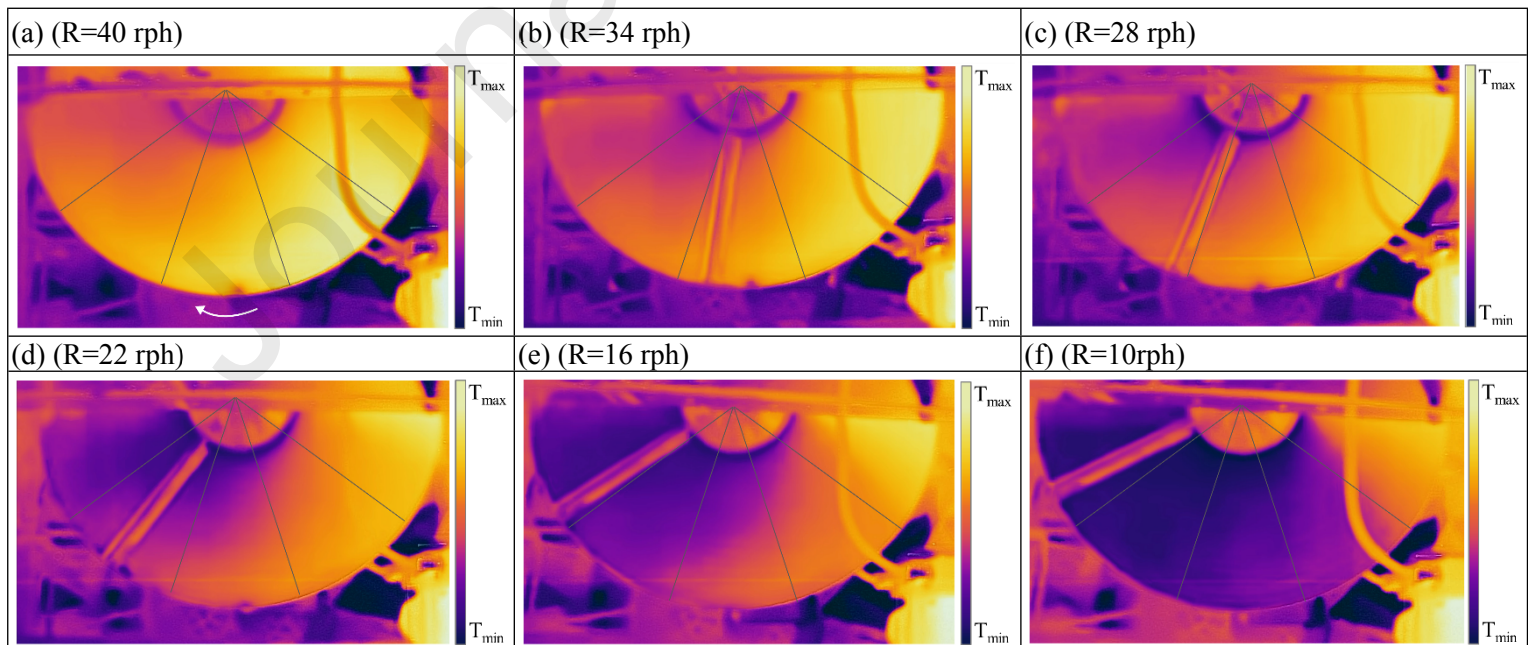 (a) (R=40 rph)
(b) (R=34 rph)
(c) (R=28 rph)
Tmax
Tmax
Tmax
Tmin
Tmin
Tmin
(d) (R=22 rph)
(e) (R=16 rph)
(f) (R=10rph)
Tmax
Tmax
Tmax
Tmin
Tmin
Tmin
Journa